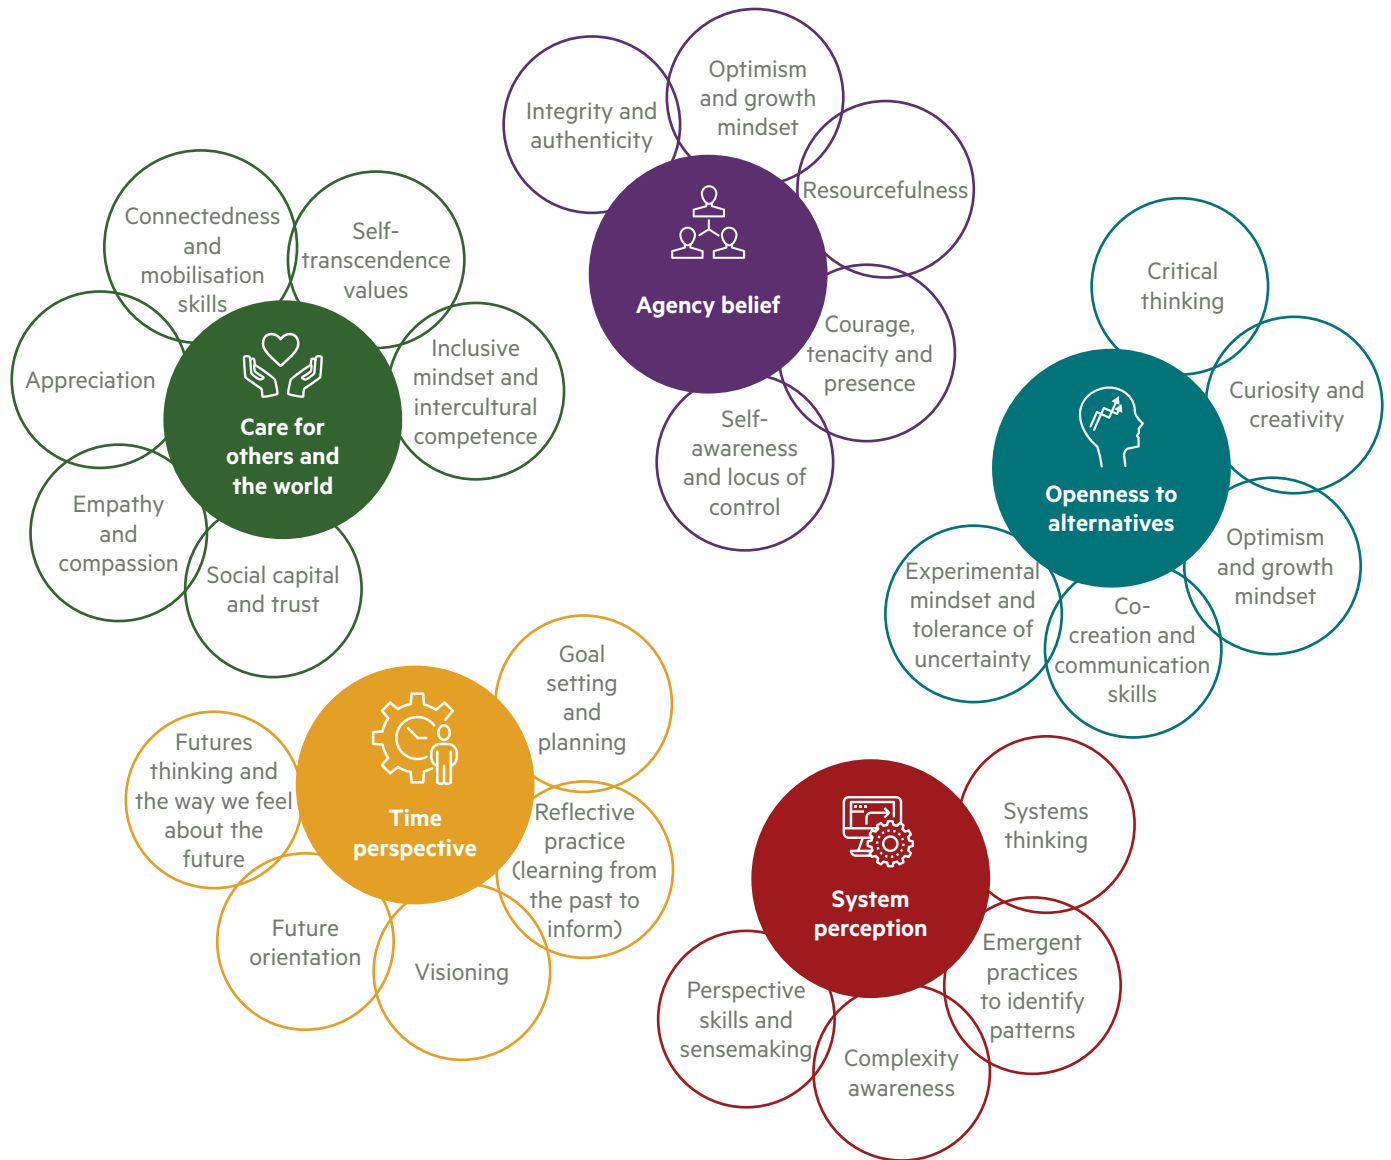 Integrity and
authenticity
Optimism
and growth
mindset
Resourcefulness
Courage,
tenacity and
presence
Self-
awareness
and locus of
control
Agency belief
Connectedness
and
mobilisation
skills
Self-
transcendence
values
Inclusive
mindset and
intercultural
competence
Appreciation
Empathy
and
compassion
Social capital
and trust
Care for
others and
the world
Critical
thinking
Curiosity and
creativity
Optimism
and growth
mindset
Co-
creation and
communication
skills
Experimental
mindset and
tolerance of
uncertainty
Openness to
alternatives
Goal
setting
and
planning
Reflective
practice
(learning from
the past to
inform)
Visioning
Future
orientation
Futures
thinking and
the way we feel
about the
future
Time
perspective
Systems
thinking
Emergent
practices
to identify
patterns
Complexity
awareness
Perspective
skills and
sensemaking
System
perception